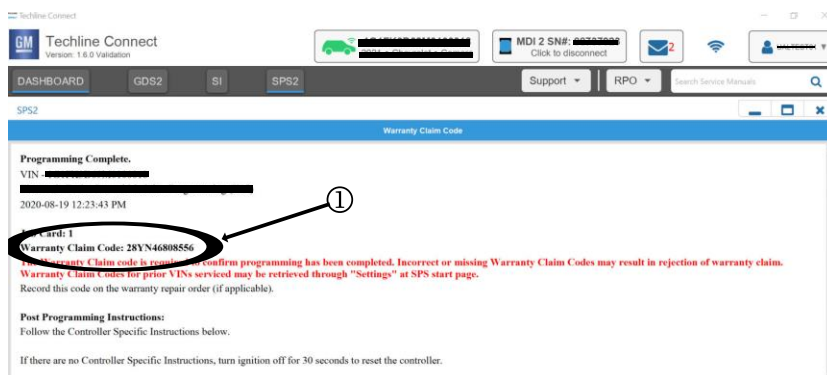 Techline Connect
GM
Techline Connect
Version: 1.6.0 Validation
MDI 2 SN#:
Click to disconnect
2
DASHBOARD
GDS2
SI
SPS2
Support
RPO
Search Service Manuals
SPS2
Warranty Claim Code
Programming Complete.
VIN -
2020-08-19 12:23:43 PM
①
Card: 1
Warranty Claim Code: 28YN46808556
The Warranty Claim code is required to confirm programming has been completed. Incorrect or missing Warranty Claim Codes may result in rejection of warranty claim.
Warranty Claim Codes for prior VINs serviced may be retrieved through "Settings" at SPS start page.
Record this code on the warranty repair order (if applicable).
Post Programming Instructions:
Follow the Controller Specific Instructions below.
If there are no Controller Specific Instructions, turn ignition off for 30 seconds to reset the controller.